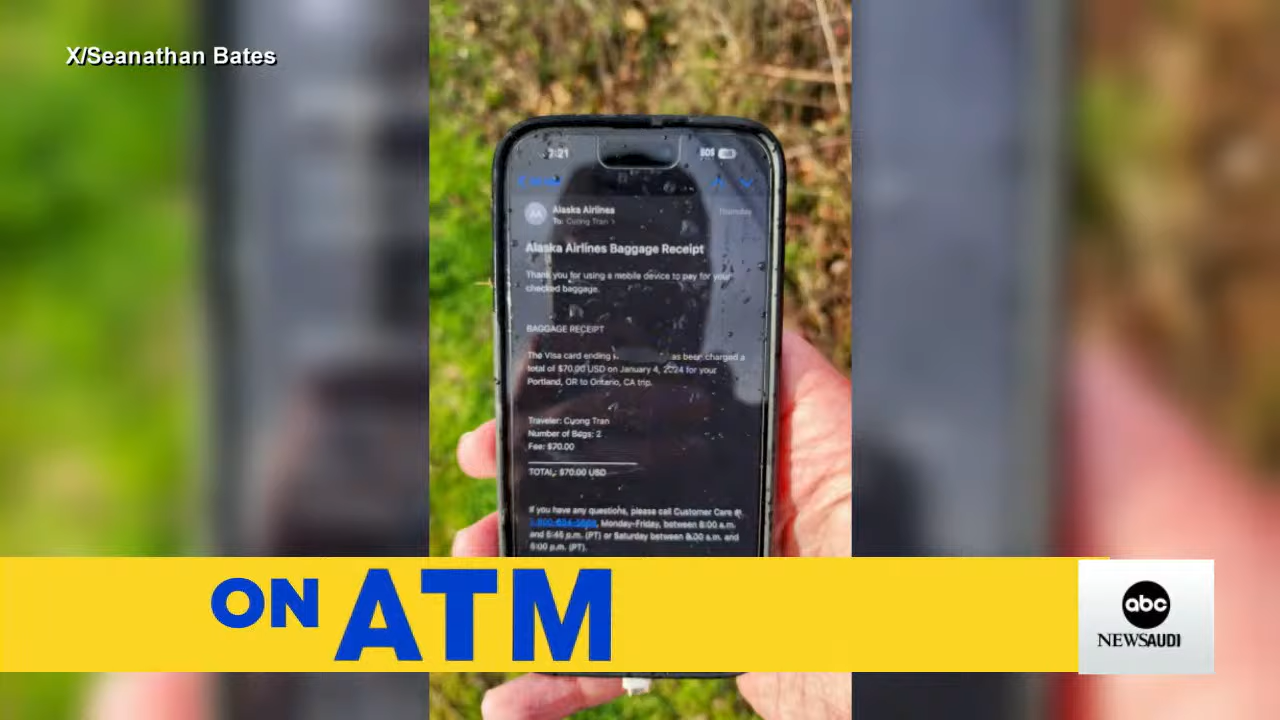 X/Seanathan Bates
7:21
SOS
Alaska Airlines
To: Cuong Tran >
Thursday
Alaska Airlines Baggage Receipt
Thank you for using a mobile device to pay for your
checked baggage.
BAGGAGE RECEIPT
The Visa card ending has been charged a
total of $70.00 USD on January 4, 2024 for your
Portland, OR to Ontario, CA trip.
Traveler: Cuong Tran
Number of Bags: 2
Fee: $70.00
TOTAL: $70.00 USD
If you have any questions, please call Customer Care at
Monday-Friday, between 8:00 a.m.
and 5:45 p.m. (PT) or Saturday between 8:00 a.m. and
5:00 p.m. (PT).
ON ATM
abc
NEWSAUDI